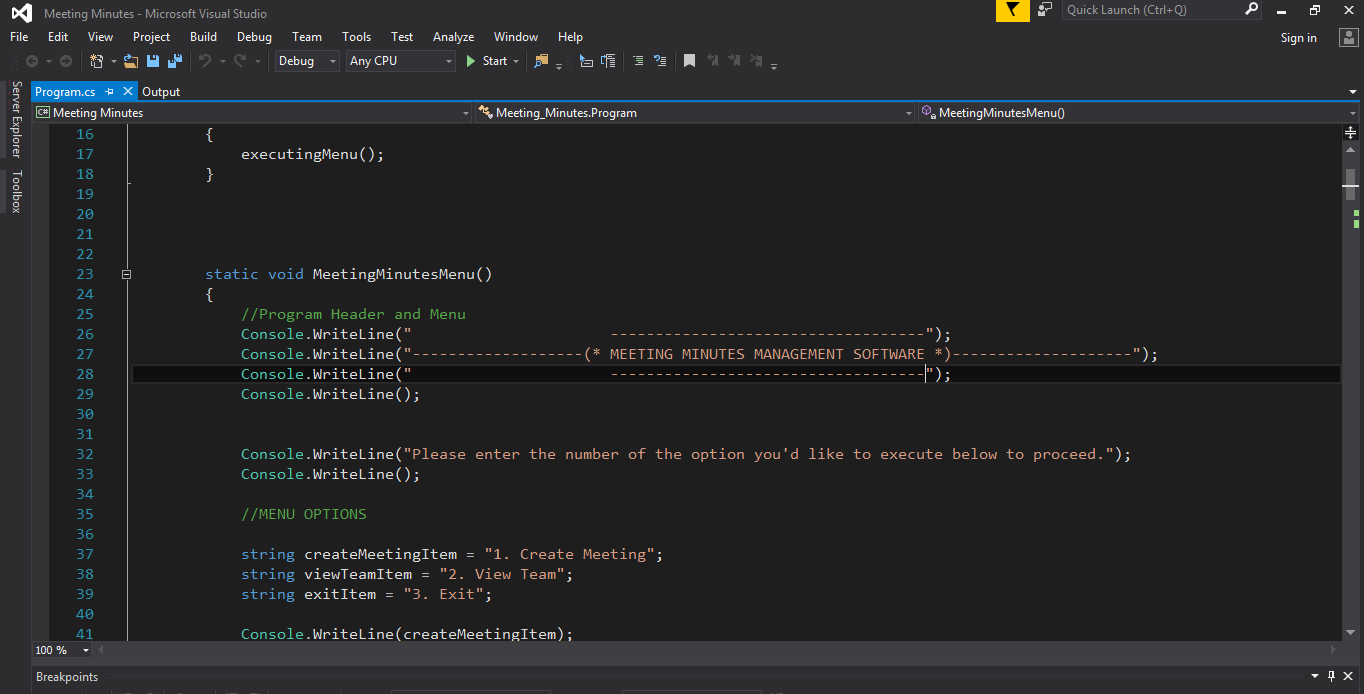 Meeting Minutes - Microsoft Visual Studio
Quick Launch (Ctrl+Q)
File Edit View Project Build Debug Team Tools Test Analyze Window Help
Sign in
Debug Any CPU Start
Server Explorer
Toolbox
Program.cs Output
C# Meeting Minutes Meeting_Minutes.Program MeetingMinutesMenu()
16 {
17 executingMenu();
18 }
19
20
21
22
23 static void MeetingMinutesMenu()
24 {
25 //Program Header and Menu
26 Console.WriteLine("                      -----------------------------------");
27 Console.WriteLine("-------------------(* MEETING MINUTES MANAGEMENT SOFTWARE *)--------------------");
28 Console.WriteLine("                      -----------------------------------");
29 Console.WriteLine();
30
31
32 Console.WriteLine("Please enter the number of the option you'd like to execute below to proceed.");
33 Console.WriteLine();
34
35 //MENU OPTIONS
36
37 string createMeetingItem = "1. Create Meeting";
38 string viewTeamItem = "2. View Team";
39 string exitItem = "3. Exit";
40
41 Console.WriteLine(createMeetingItem);
100 %
Breakpoints